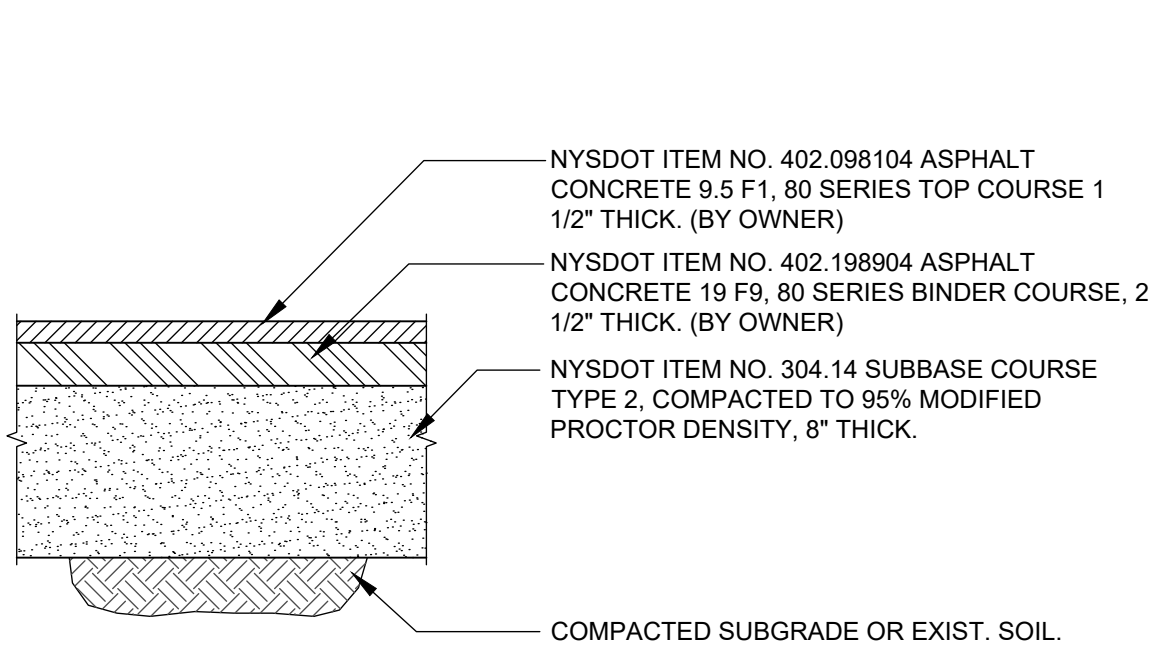 NYSDOT ITEM NO. 402.098104 ASPHALT
CONCRETE 9.5 F1, 80 SERIES TOP COURSE 1
1/2" THICK. (BY OWNER)
NYSDOT ITEM NO. 402.198904 ASPHALT
CONCRETE 19 F9, 80 SERIES BINDER COURSE, 2
1/2" THICK. (BY OWNER)
NYSDOT ITEM NO. 304.14 SUBBASE COURSE
TYPE 2, COMPACTED TO 95% MODIFIED
PROCTOR DENSITY, 8" THICK.
COMPACTED SUBGRADE OR EXIST. SOIL.